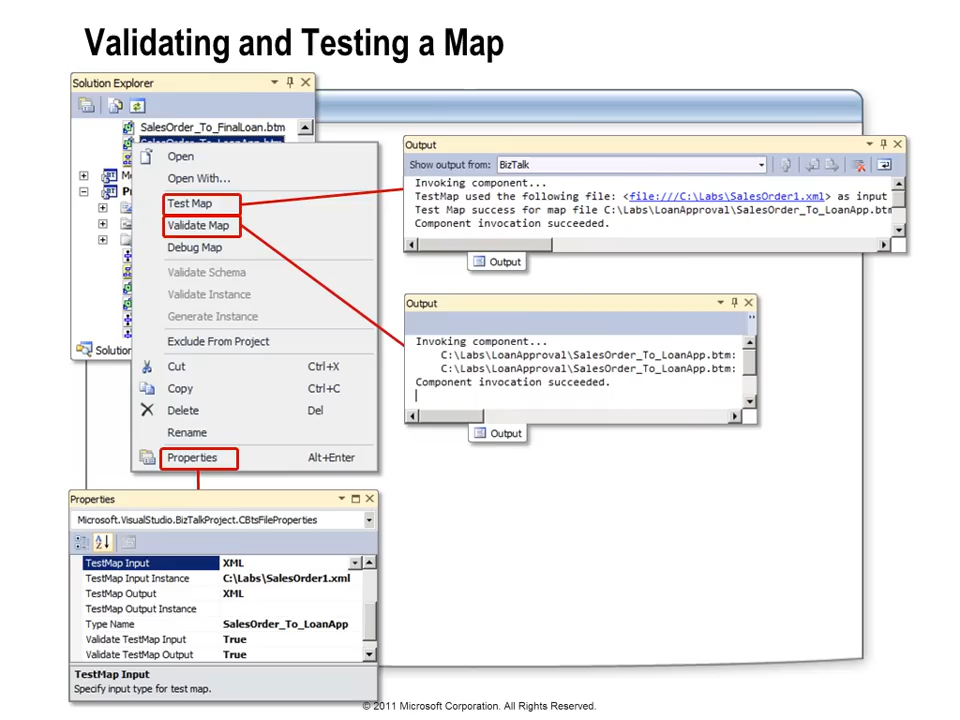 Validating and Testing a Map
Solution Explorer
SalesOrder_To_FinalLoan.btm
SalesOrder_To_LoanApp.btm
Open
Open With...
Test Map
Validate Map
Debug Map
Validate Schema
Validate Instance
Generate Instance
Exclude From Project
Cut Ctrl+X
Copy Ctrl+C
Delete Del
Rename
Properties Alt+Enter
Solution
Output
Show output from: BizTalk
Invoking component...
TestMap used the following file: <file:///C:\Labs\SalesOrder1.xml> as input
Test Map success for map file C:\Labs\LoanApproval\SalesOrder_To_LoanApp.btm
Component invocation succeeded.
Output
Output
Invoking component...
C:\Labs\LoanApproval\SalesOrder_To_LoanApp.btm:
C:\Labs\LoanApproval\SalesOrder_To_LoanApp.btm:
Component invocation succeeded.
Output
Properties
Microsoft.VisualStudio.BizTalkProject.CBtsFileProperties
TestMap Input XML
TestMap Input Instance C:\Labs\SalesOrder1.xml
TestMap Output XML
TestMap Output Instance
Type Name SalesOrder_To_LoanApp
Validate TestMap Input True
Validate TestMap Output True
TestMap Input
Specify input type for test map.
© 2011 Microsoft Corporation. All Rights Reserved.